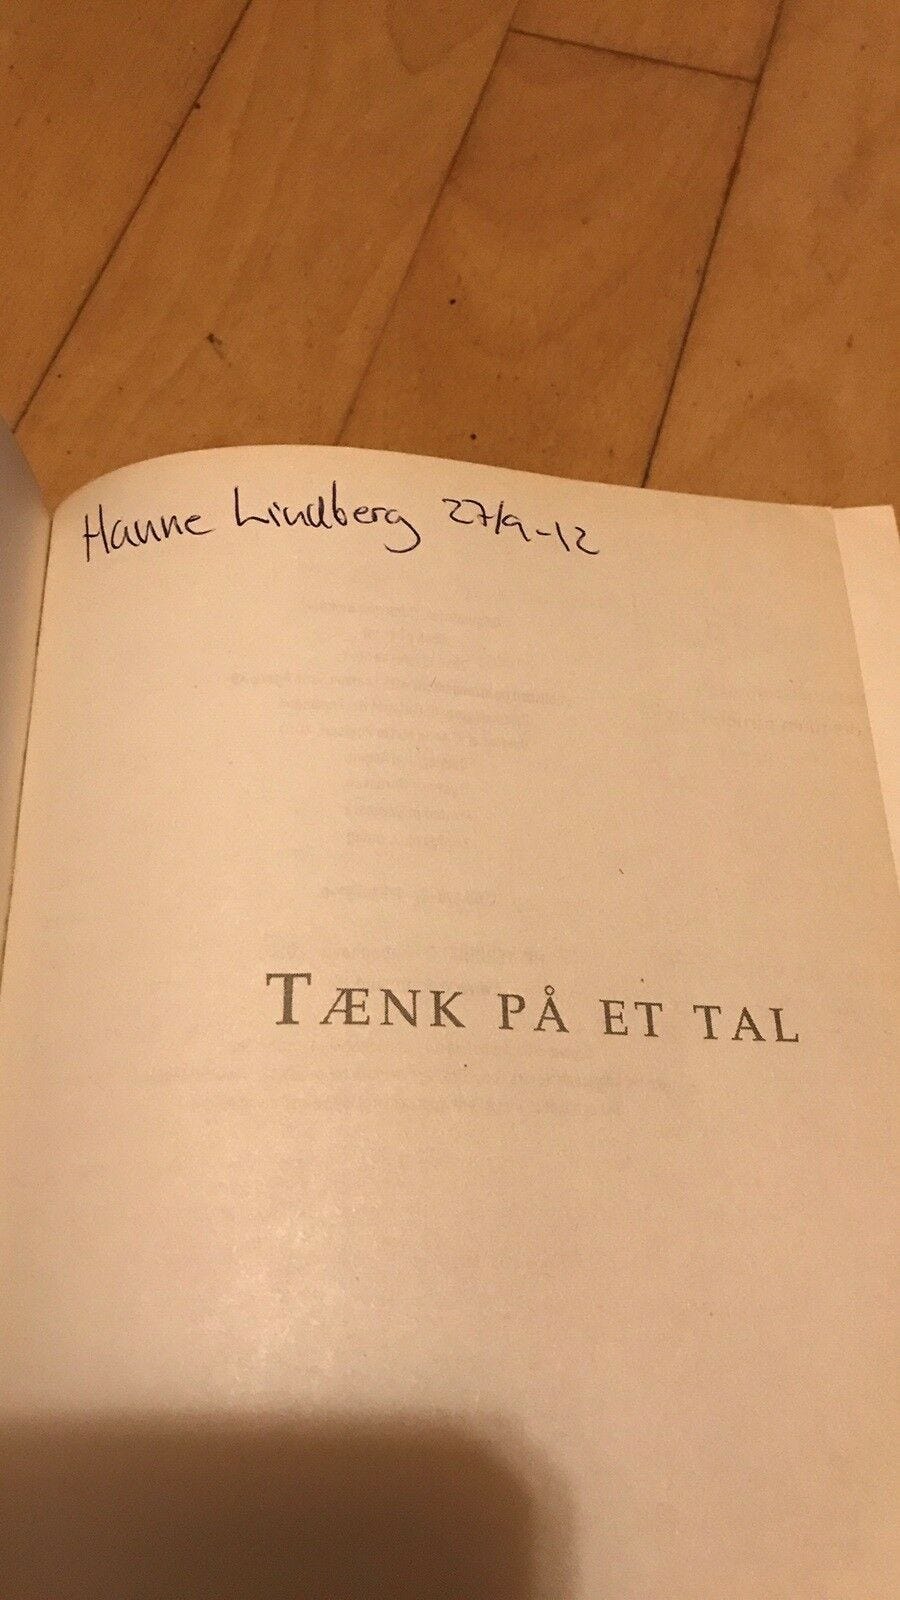 Hanne Lindberg 27/9-12
TÆNK PÅ ET TAL